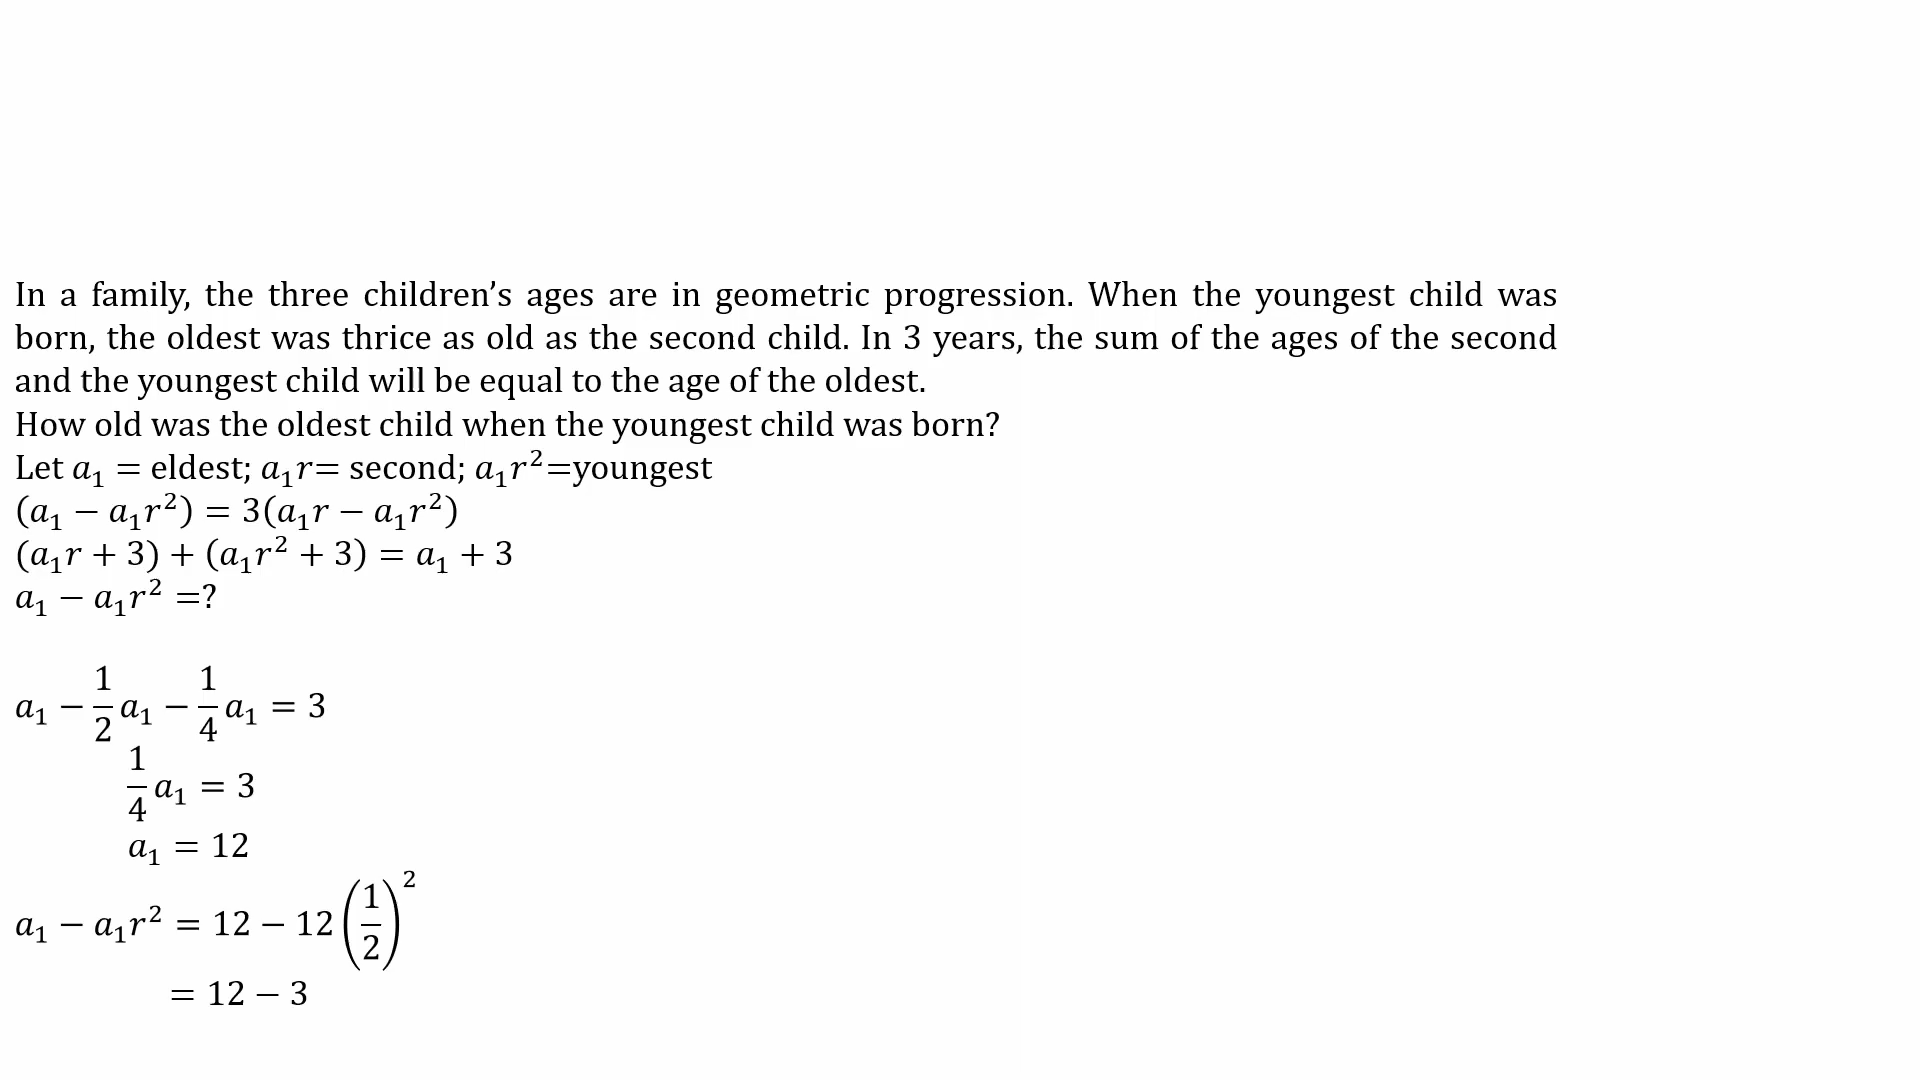 In a family, the three children’s ages are in geometric progression. When the youngest child was
born, the oldest was thrice as old as the second child. In 3 years, the sum of the ages of the second
and the youngest child will be equal to the age of the oldest.
How old was the oldest child when the youngest child was born?
Let a₁ = eldest; a₁r= second; a₁r²=youngest
(a₁ − a₁r²) = 3(a₁r − a₁r²)
(a₁r + 3) + (a₁r² + 3) = a₁ + 3
a₁ − a₁r² =?
a₁ − 1/2 a₁ − 1/4 a₁ = 3
1/4 a₁ = 3
a₁ = 12
a₁ − a₁r² = 12 − 12(1/2)²
= 12 − 3